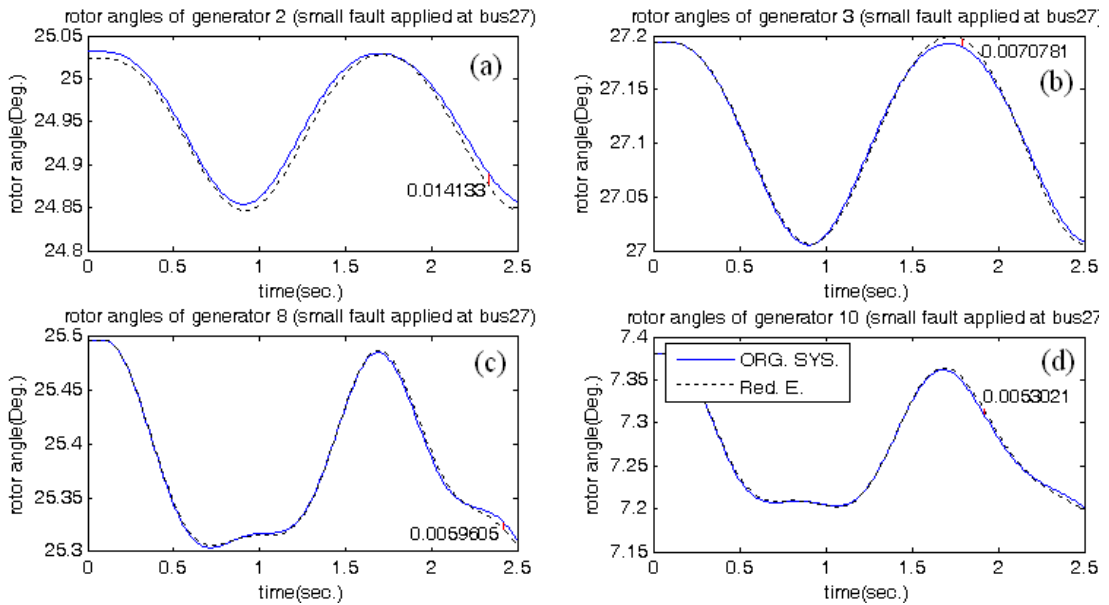 rotor angles of generator 2 (small fault applied at bus27)
25.05
25
24.95
24.9
24.85
24.8
rotor angle(Deg.)
(a)
0.014133
0 0.5 1 1.5 2 2.5
time(sec.)
rotor angles of generator 3 (small fault applied at bus27)
27.2
27.15
27.1
27.05
27
rotor angle(Deg.)
0.0070781
(b)
0 0.5 1 1.5 2 2.5
time(sec.)
rotor angles of generator 8 (small fault applied at bus27)
25.5
25.45
25.4
25.35
25.3
rotor angle(Deg.)
(c)
0.0059605
0 0.5 1 1.5 2 2.5
time(sec.)
rotor angles of generator 10 (small fault applied at bus27
7.4
7.35
7.3
7.25
7.2
7.15
rotor angle(Deg.)
ORG. SYS.
Red. E.
(d)
0.0053021
0 0.5 1 1.5 2 2.5
time(sec.)